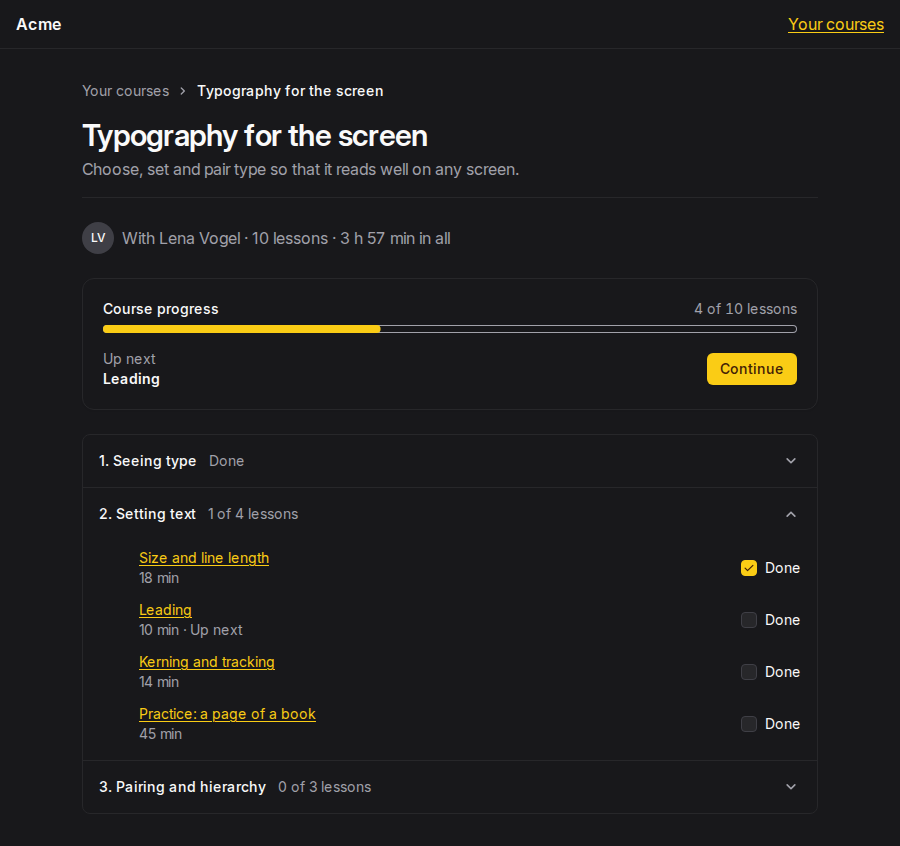 Acme
Your courses
Your courses > Typography for the screen
Typography for the screen
Choose, set and pair type so that it reads well on any screen.
LV With Lena Vogel · 10 lessons · 3 h 57 min in all
Course progress 4 of 10 lessons
Up next
Leading
Continue
1. Seeing type Done
2. Setting text 1 of 4 lessons
Size and line length
18 min
Done
Leading
10 min · Up next
Done
Kerning and tracking
14 min
Done
Practice: a page of a book
45 min
Done
3. Pairing and hierarchy 0 of 3 lessons